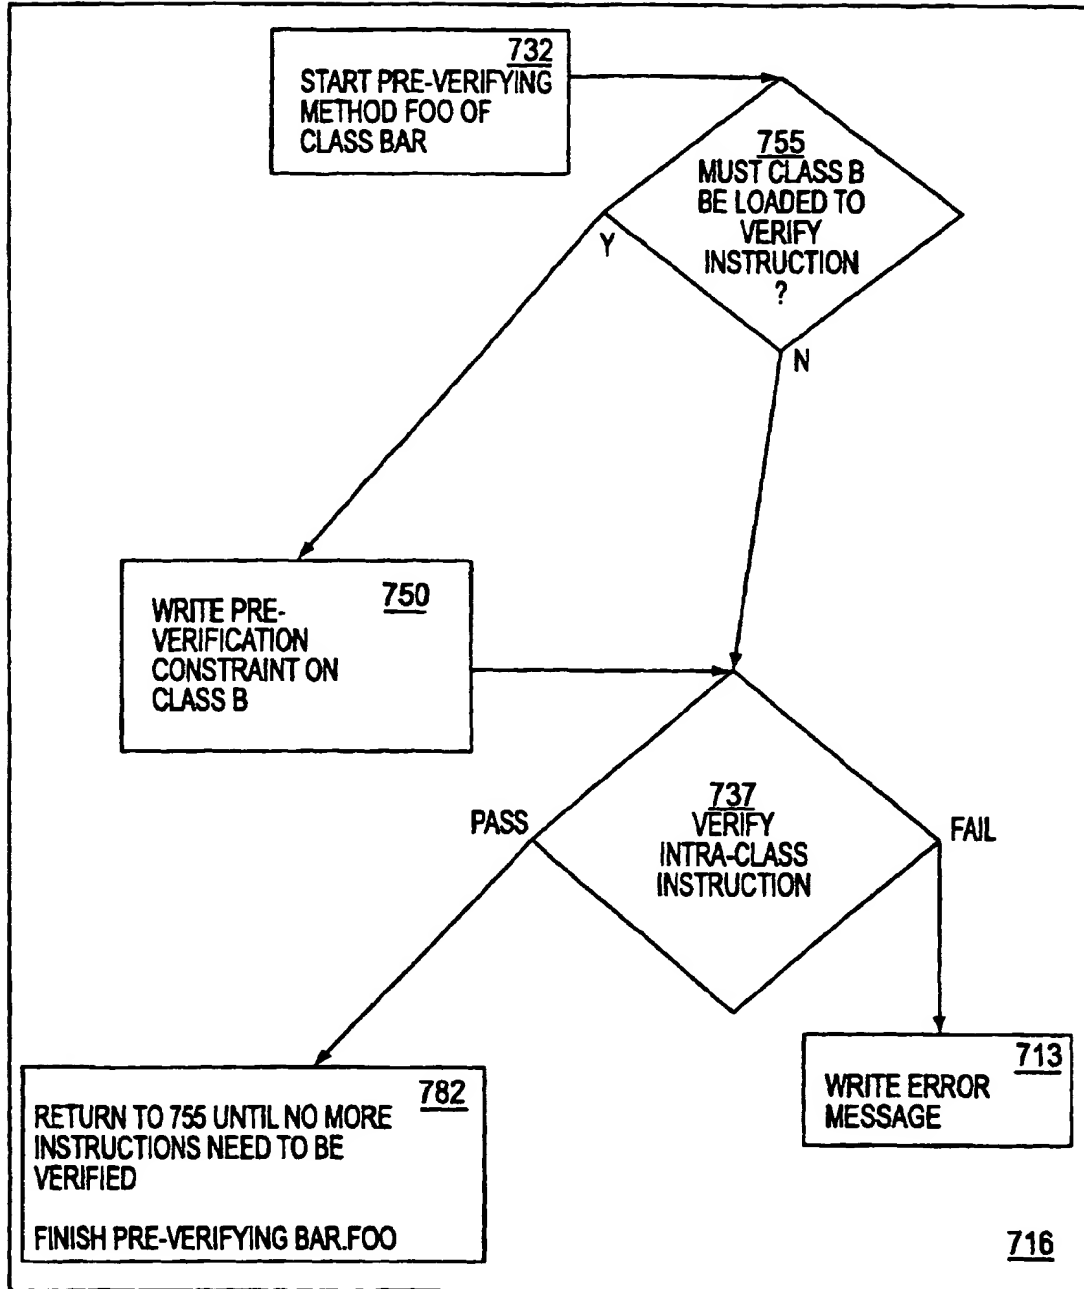 732
START PRE-VERIFYING
METHOD FOO OF
CLASS BAR
755
MUST CLASS B
BE LOADED TO
VERIFY
INSTRUCTION
?
Y
N
750
WRITE PRE-
VERIFICATION
CONSTRAINT ON
CLASS B
737
VERIFY
INTRA-CLASS
INSTRUCTION
PASS
FAIL
713
WRITE ERROR
MESSAGE
782
RETURN TO 755 UNTIL NO MORE
INSTRUCTIONS NEED TO BE
VERIFIED
FINISH PRE-VERIFYING BAR.FOO
716